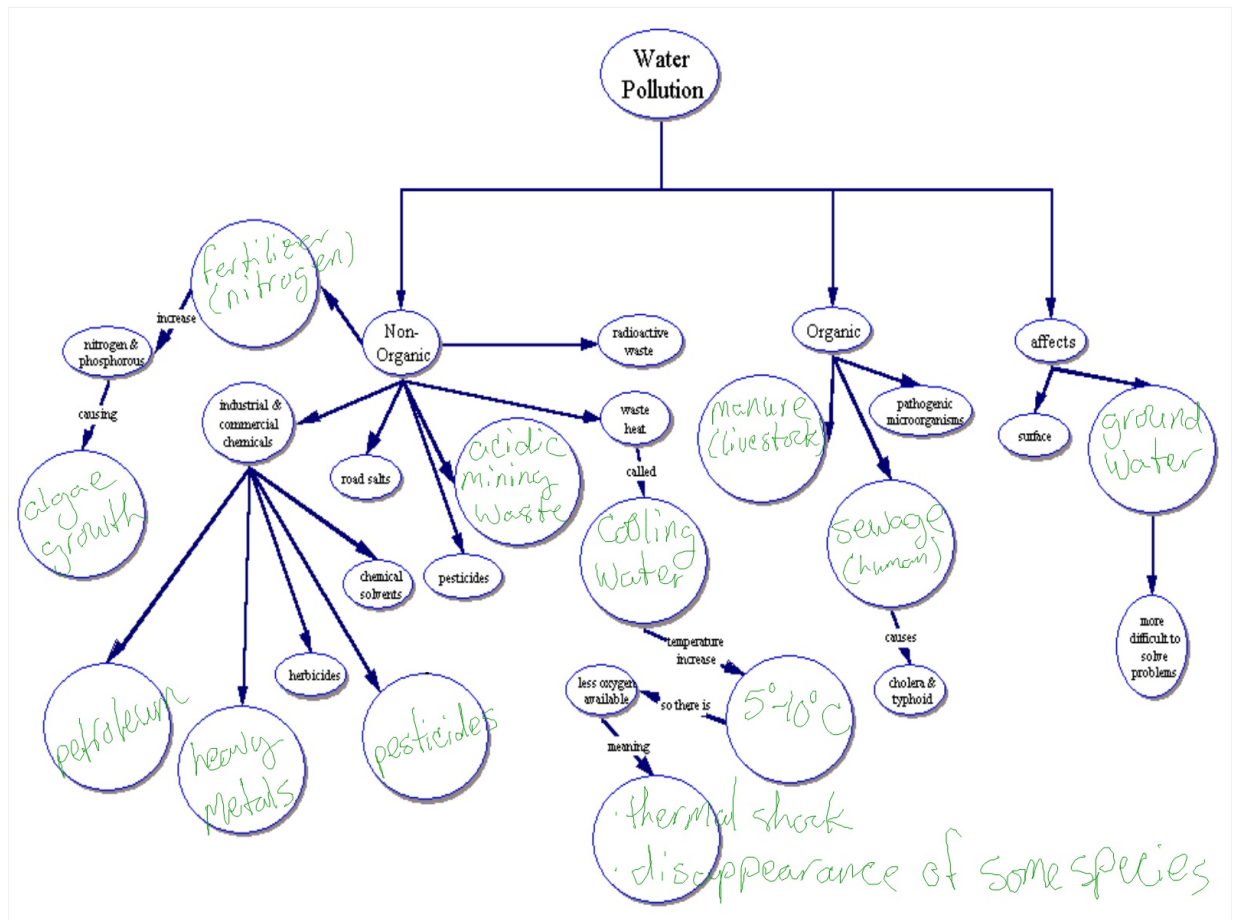 Water
Pollution
fertilizer
(nitrogen)
increase
nitrogen &
phosphorous
causing
algae
growth
Non-
Organic
radioactive
waste
industrial &
commercial
chemicals
road salts
acidic
mining
waste
pesticides
waste
heat
called
Cooling
Water
temperature
increase
5°-10°C
so there is
less oxygen
available
meaning
· thermal shock
· disappearance of some species
chemical
solvents
herbicides
petroleum
heavy
Metals
pesticides
Organic
manure
(livestock)
pathogenic
microorganisms
sewage
(human)
causes
cholera &
typhoid
affects
surface
ground
Water
more
difficult to
solve
problems